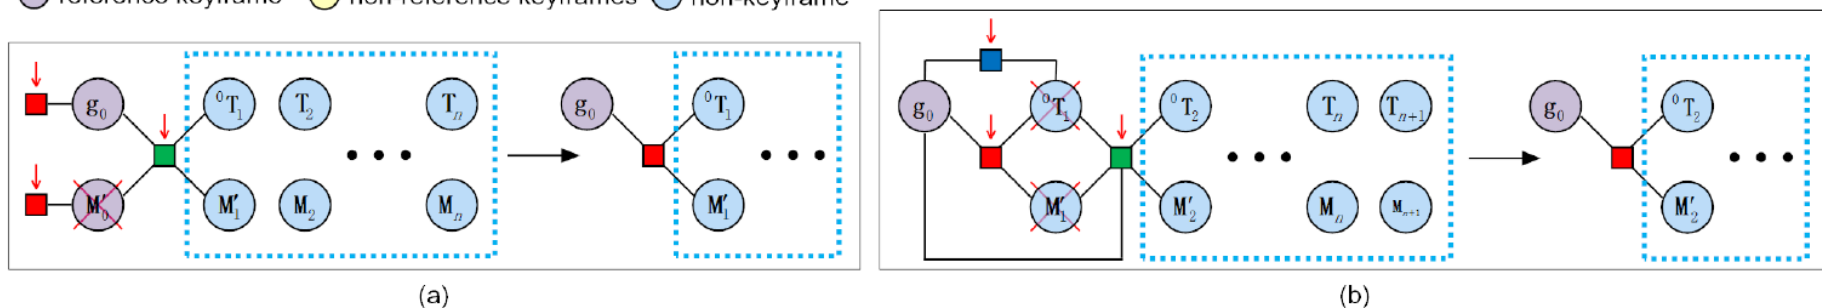 reference keyframe non-reference keyframes non-keyframe
g₀ ⁰T₁ T₂ Tₙ g₀ ⁰T₁
• • • • • •
M′₀ M′₁ M₂ Mₙ M′₁
(a)
g₀ ⁰T₁ ⁰T₂ Tₙ Tₙ₊₁ g₀ ⁰T₂
• • • • • •
M′₁ M′₂ Mₙ Mₙ₊₁ M′₂
(b)